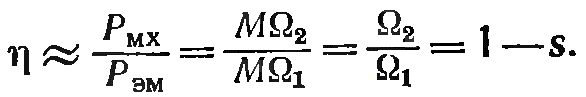 η ≈ P_мх / P_эм = MΩ₂ / MΩ₁ = Ω₂ / Ω₁ = 1 — s.